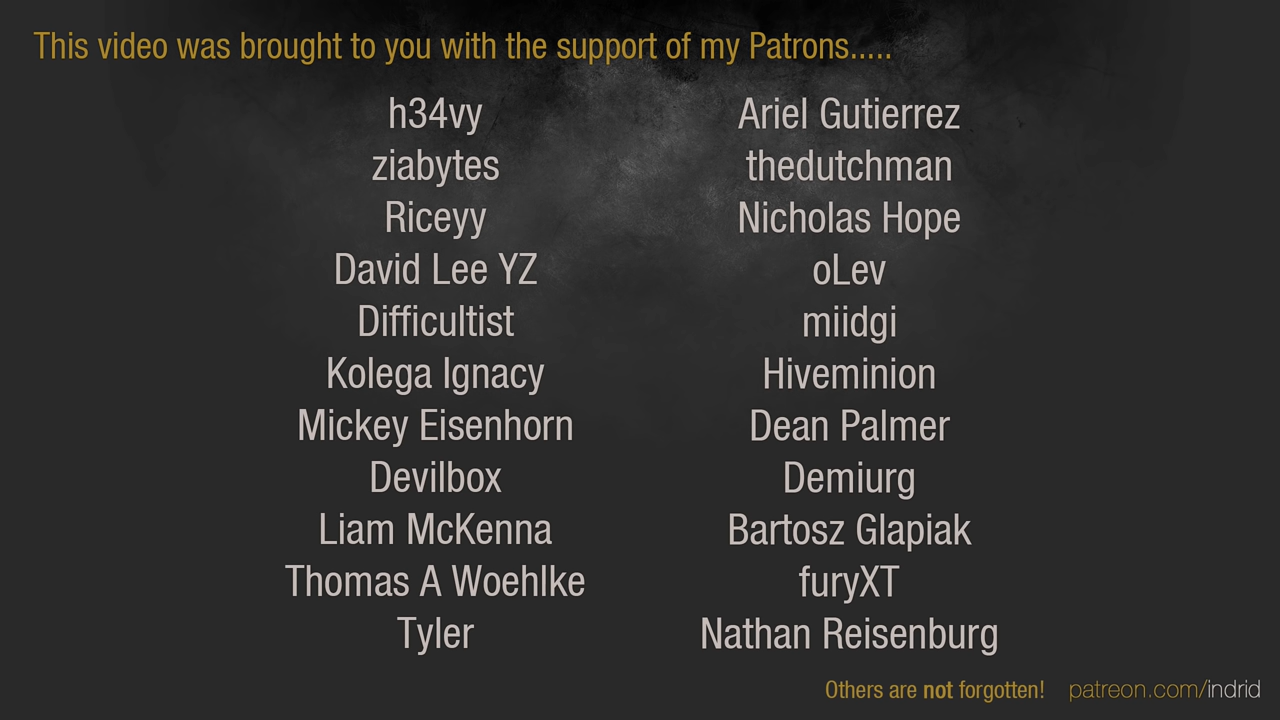 This video was brought to you with the support of my Patrons.....
h34vy
ziabytes
Riceyy
David Lee YZ
Difficultist
Kolega Ignacy
Mickey Eisenhorn
Devilbox
Liam McKenna
Thomas A Woehlke
Tyler
Ariel Gutierrez
thedutchman
Nicholas Hope
oLev
miidgi
Hiveminion
Dean Palmer
Demiurg
Bartosz Glapiak
furyXT
Nathan Reisenburg
Others are not forgotten! patreon.com/indrid